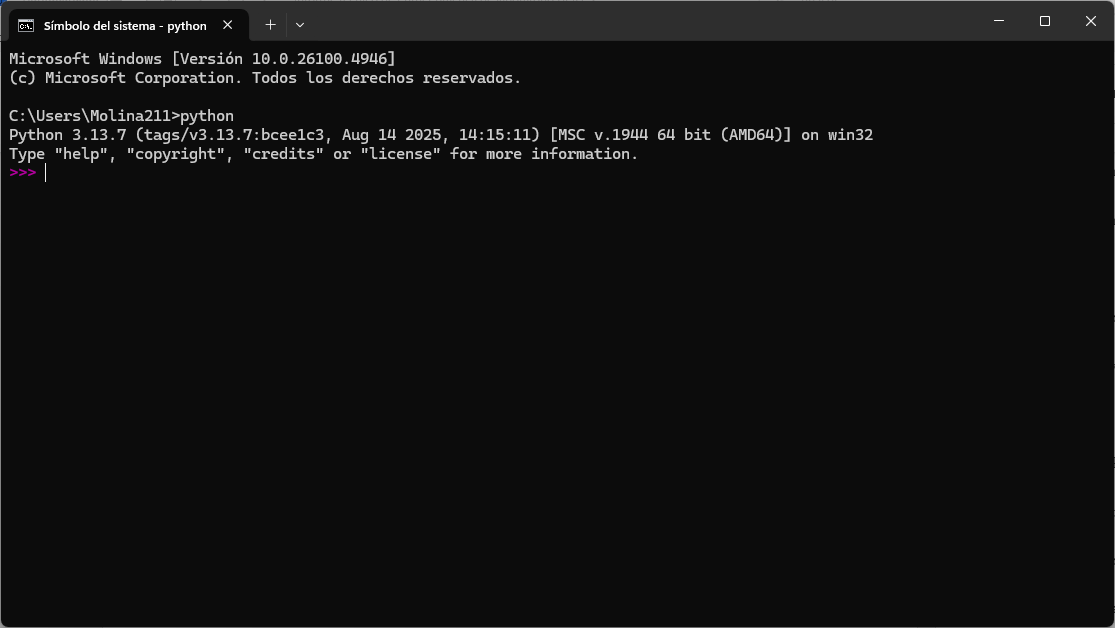 Símbolo del sistema - python
Microsoft Windows [Versión 10.0.26100.4946]
(c) Microsoft Corporation. Todos los derechos reservados.
C:\Users\Molina211>python
Python 3.13.7 (tags/v3.13.7:bcee1c3, Aug 14 2025, 14:15:11) [MSC v.1944 64 bit (AMD64)] on win32
Type "help", "copyright", "credits" or "license" for more information.
>>>